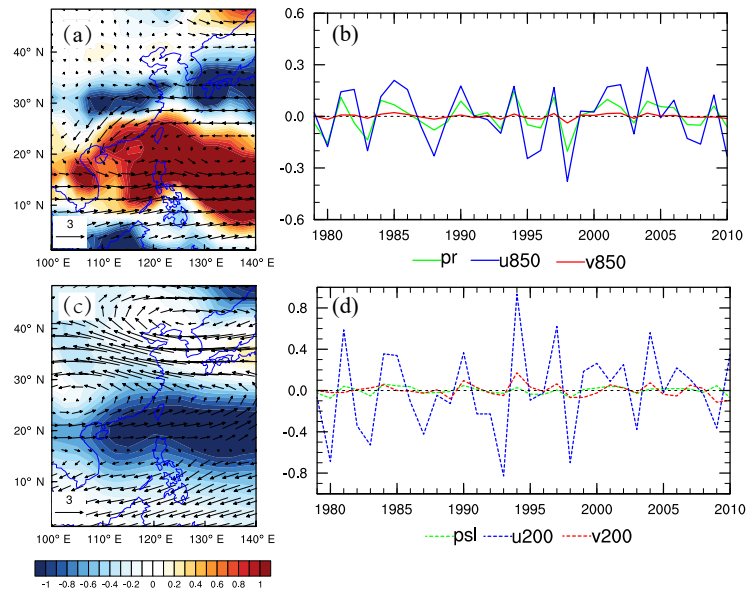 (a)
40° N
30° N
20° N
10° N
3
100° E 110° E 120° E 130° E 140° E
(b)
0.6
0.3
0.0
-0.3
-0.6
1980 1985 1990 1995 2000 2005 2010
pr u850 v850
(c)
40° N
30° N
20° N
10° N
3
100° E 110° E 120° E 130° E 140° E
(d)
0.8
0.4
0.0
-0.4
-0.8
1980 1985 1990 1995 2000 2005 2010
psl u200 v200
-1 -0.8 -0.6 -0.4 -0.2 0 0.2 0.4 0.6 0.8 1